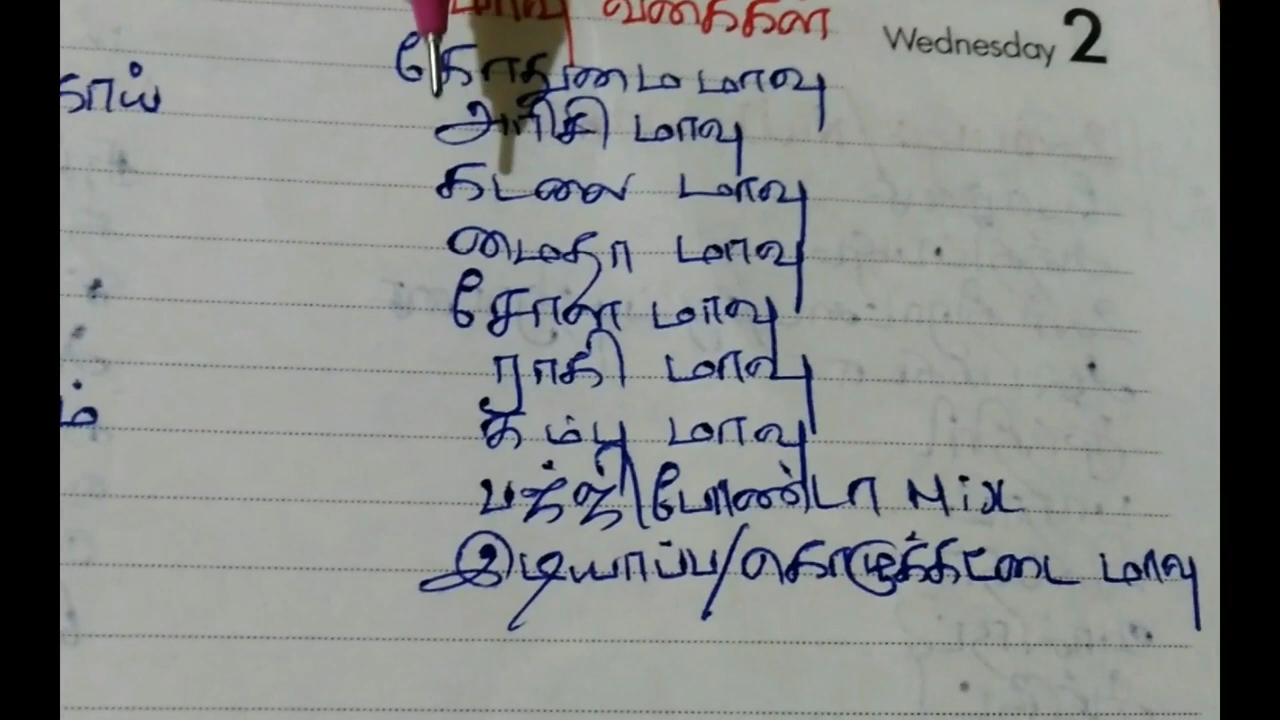 மாவு வகைகள்
Wednesday 2
கோதுமை மாவு
காய்
அரிசி மாவு
கடலை மாவு
மைதா மாவு
சோள மாவு
ராகி மாவு
கம்பு மாவு
பஜ்ஜி/போண்டா Mix
இடியாப்ப/கொழுக்கட்டை மாவு